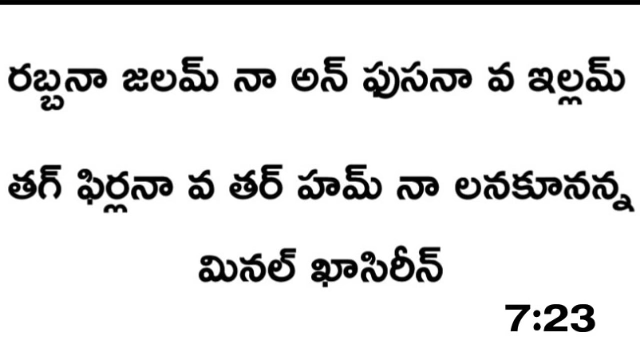 రబ్బనా జలమ్ నా అన్ ఫుసనా వ ఇల్లమ్
తగ్ ఫిర్లనా వ తర్ హమ్ నా లనకూనన్న
మినల్ ఖాసిరీన్
7:23